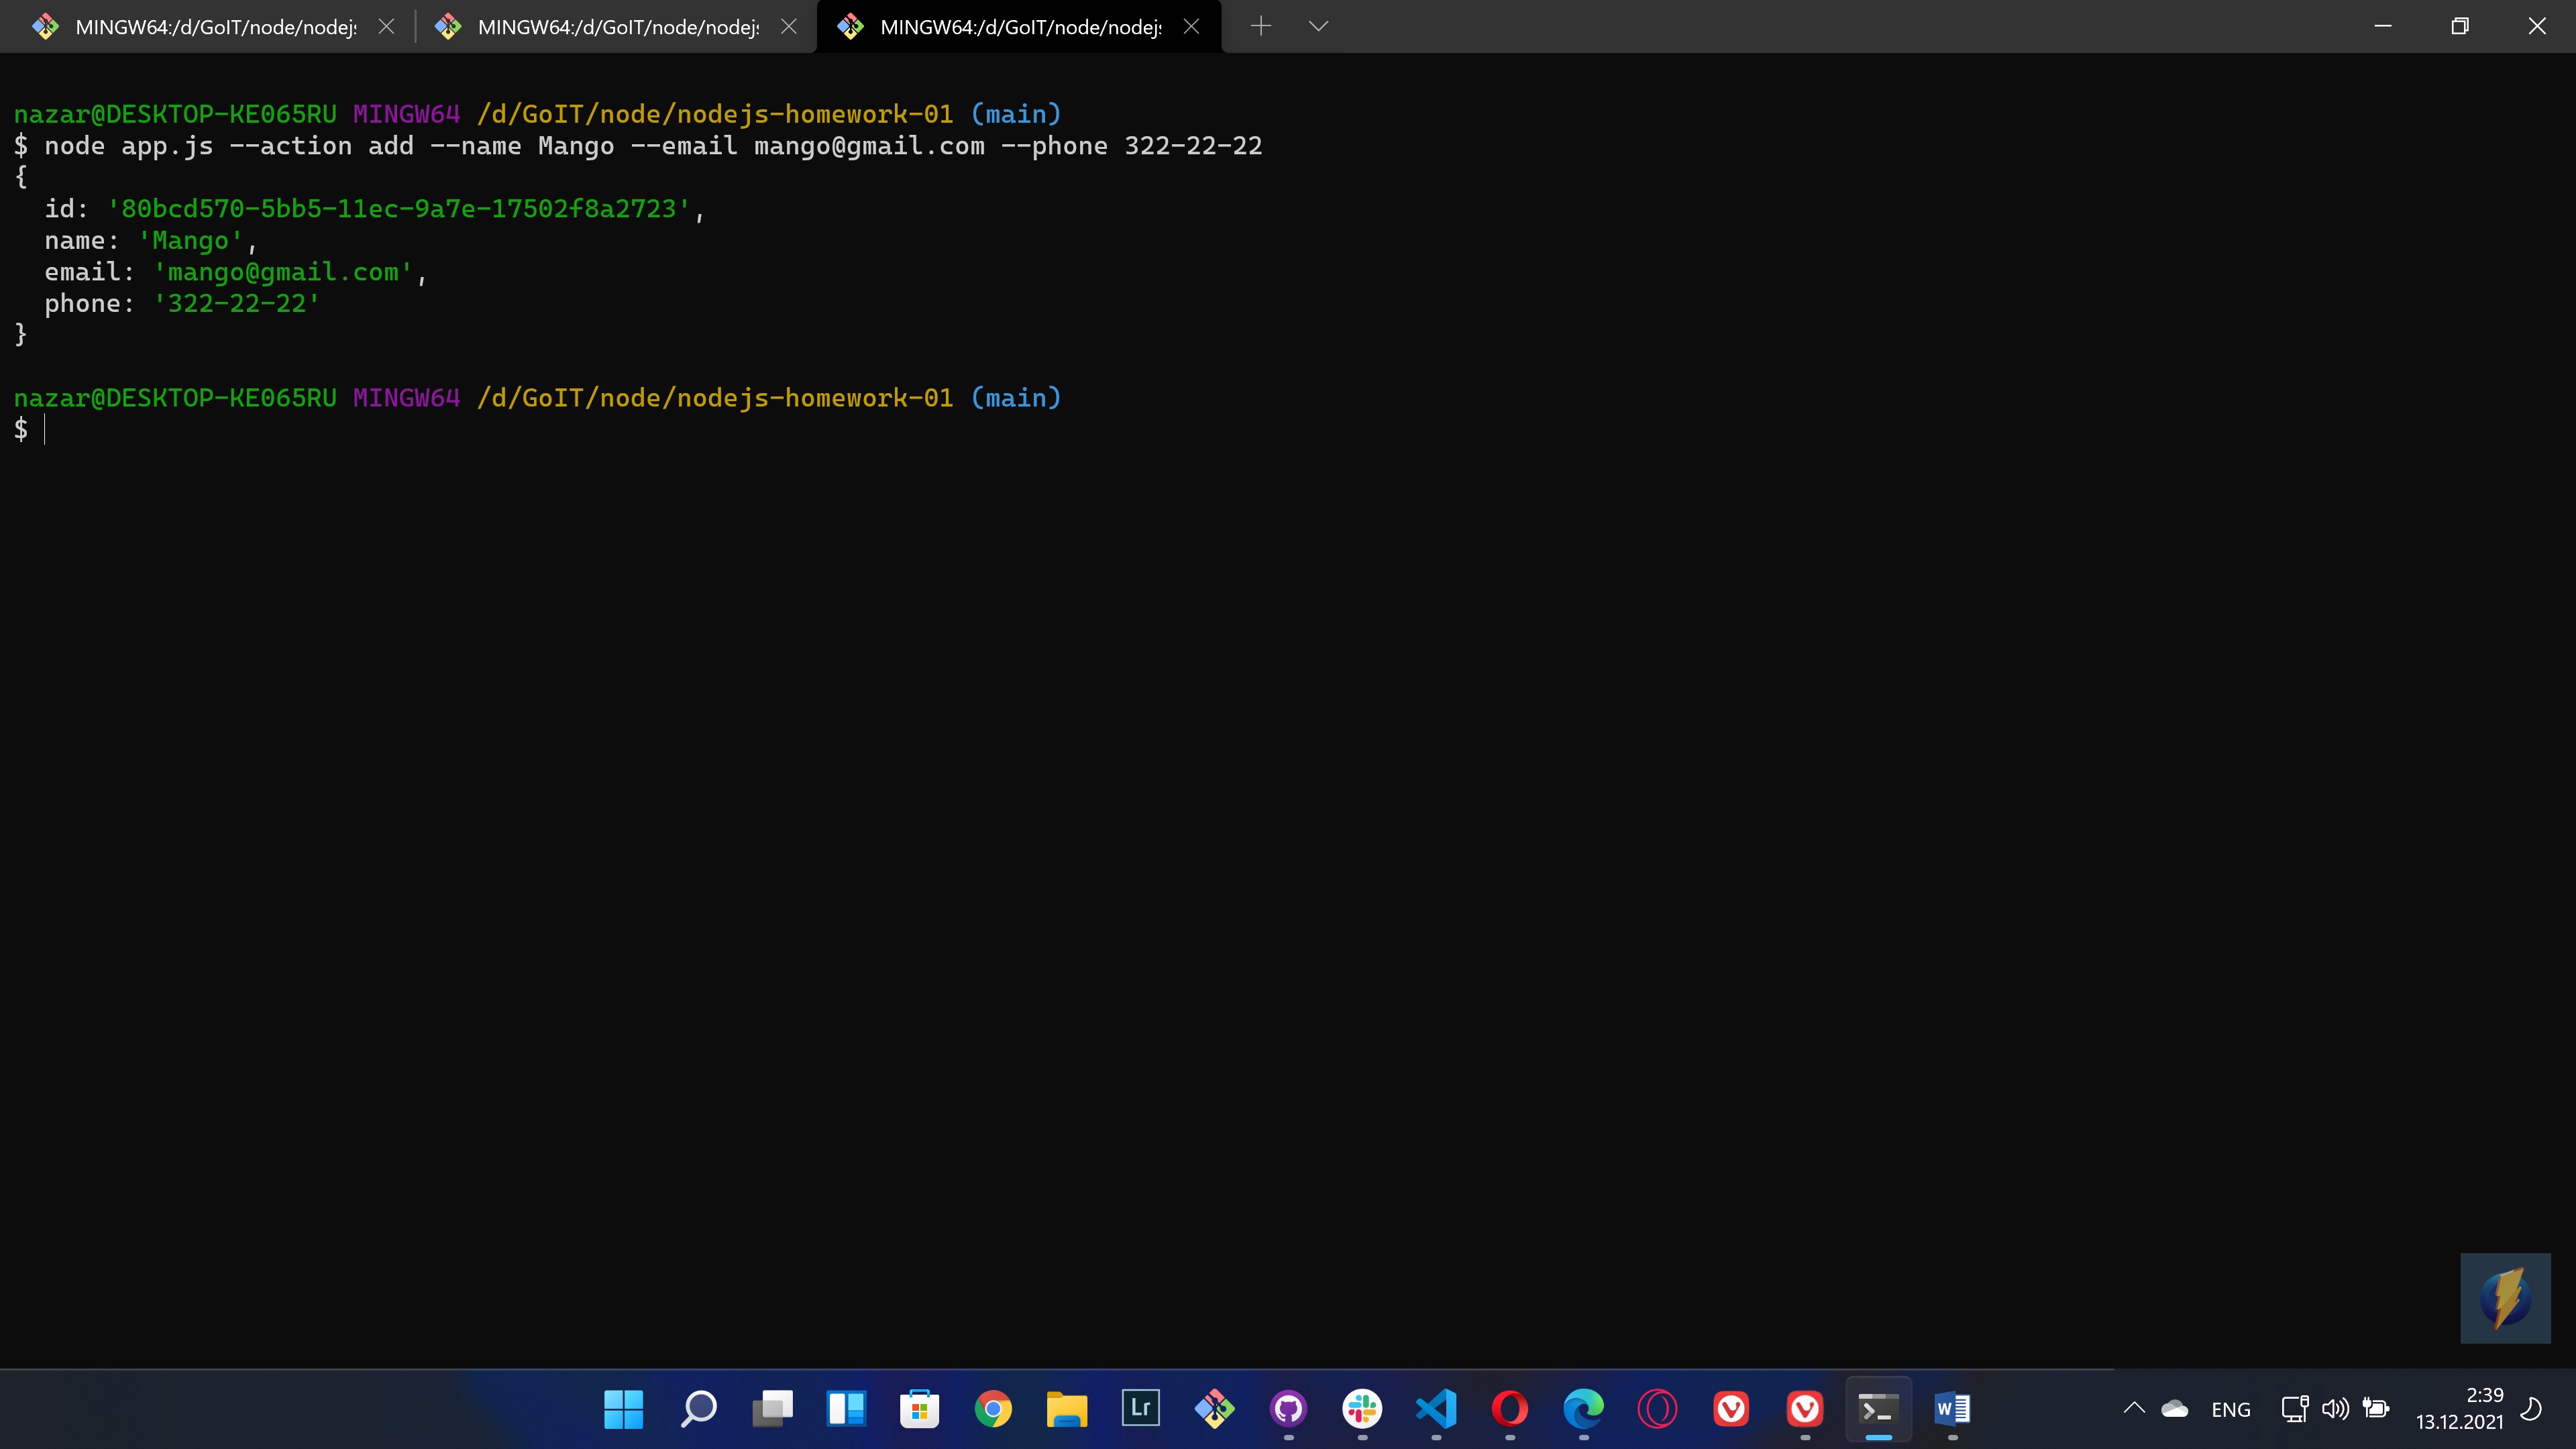 MINGW64:/d/GoIT/node/nodejs
MINGW64:/d/GoIT/node/nodejs
MINGW64:/d/GoIT/node/nodejs
nazar@DESKTOP-KE065RU MINGW64 /d/GoIT/node/nodejs-homework-01 (main)
$ node app.js --action add --name Mango --email mango@gmail.com --phone 322-22-22
{
  id: '80bcd570-5bb5-11ec-9a7e-17502f8a2723',
  name: 'Mango',
  email: 'mango@gmail.com',
  phone: '322-22-22'
}
nazar@DESKTOP-KE065RU MINGW64 /d/GoIT/node/nodejs-homework-01 (main)
$
Lr
W
ENG
2:39
13.12.2021